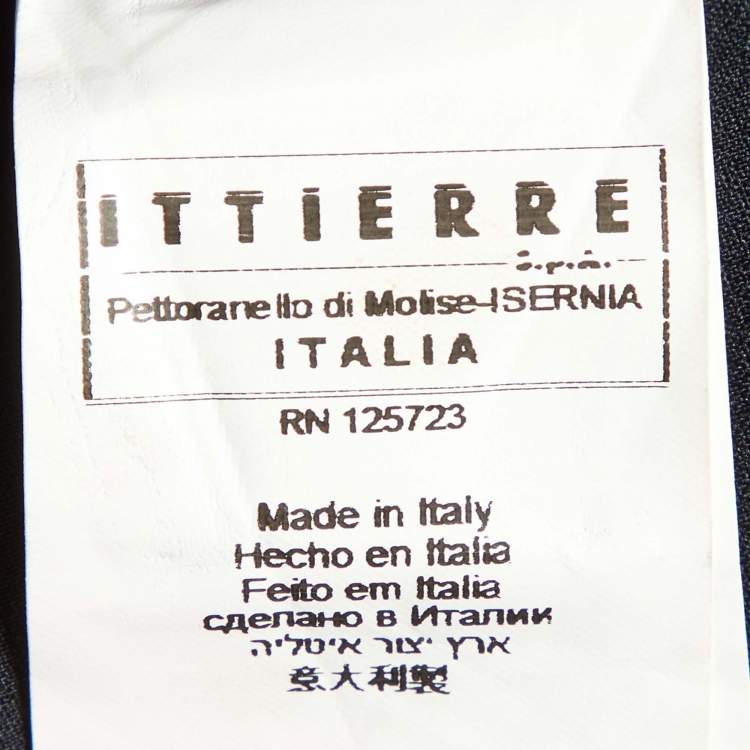 ITTIERRE
s.p.a.
Pettoranello di Molise-ISERNIA
ITALIA
RN 125723
Made in Italy
Hecho en Italia
Feito em Italia
сделано в Италии
ארץ יצור איטליה
意大利製